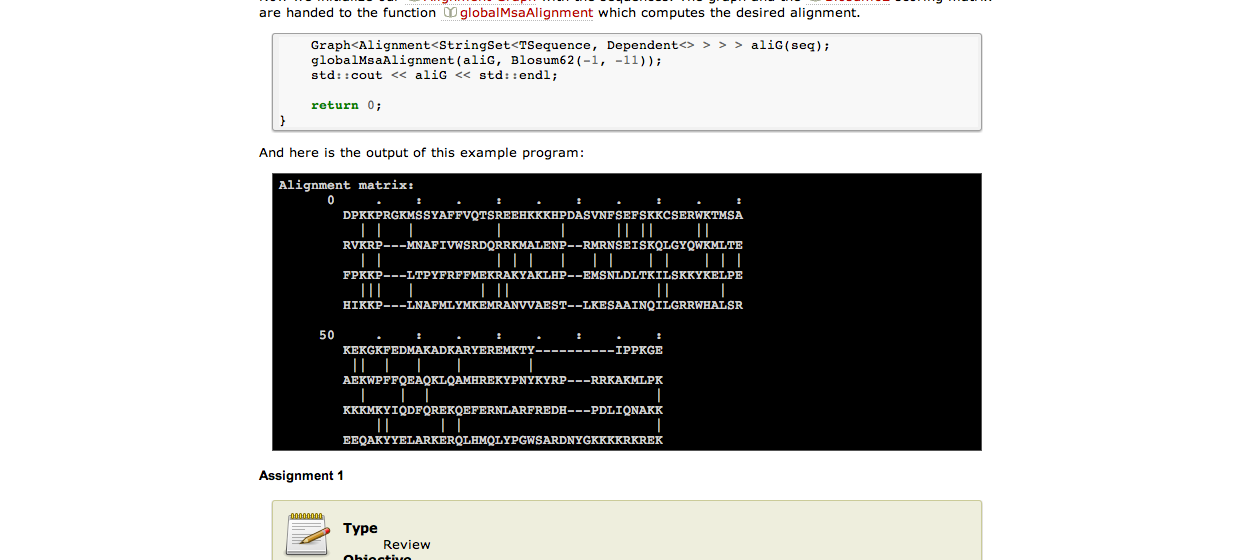 are handed to the function globalMsaAlignment which computes the desired alignment.
Graph<Alignment<StringSet<TSequence, Dependent<> > > > aliG(seq);
globalMsaAlignment(aliG, Blosum62(-1, -11));
std::cout << aliG << std::endl;
return 0;
}
And here is the output of this example program:
Alignment matrix:
0 . : . : . : . : . :
DPKKPRGKMSSYAFFVQTSREEHKKKHPDASVNFSEFSKKCSERWKTMSA
| | | | | || || ||
RVKRP---MNAFIVWSRDQRRKMALENP--RMRNSEISKQLGYQWKMLTE
| | | | | | | | | | | | |
FPKKP---LTPYFRFFMEKRAKYAKLHP--EMSNLDLTKILSKKYKELPE
||| | | || || |
HIKKP---LNAFMLYMKEMRANVVAEST--LKESAAINQILGRRWHALSR
50 . : . : . : . :
KEKGKFEDMAKADKARYEREMKTY----------IPPKGE
|| | | | |
AEKWPFFQEAQKLQAMHREKYPNYKYRP---RRKAKMLPK
| | | |
KKKMKYIQDFQREKQEFERNLARFREDH---PDLIQNAKK
|| | | |
EEQAKYYELARKERQLHMQLYPGWSARDNYGKKKKRKREK
Assignment 1
Type
Review
Objective